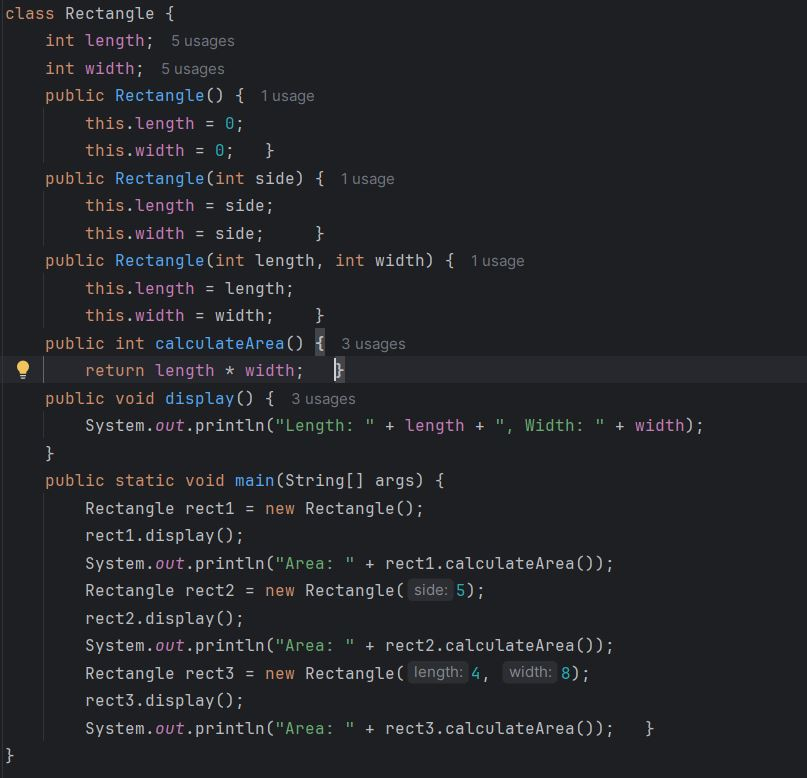 class Rectangle {
    int length;  5 usages
    int width;  5 usages
    public Rectangle() {  1 usage
        this.length = 0;
        this.width = 0;   }
    public Rectangle(int side) {  1 usage
        this.length = side;
        this.width = side;     }
    public Rectangle(int length, int width) {  1 usage
        this.length = length;
        this.width = width;    }
    public int calculateArea() {  3 usages
        return length * width;   }
    public void display() {  3 usages
        System.out.println("Length: " + length + ", Width: " + width);
    }
    public static void main(String[] args) {
        Rectangle rect1 = new Rectangle();
        rect1.display();
        System.out.println("Area: " + rect1.calculateArea());
        Rectangle rect2 = new Rectangle( side: 5);
        rect2.display();
        System.out.println("Area: " + rect2.calculateArea());
        Rectangle rect3 = new Rectangle( length: 4, width: 8);
        rect3.display();
        System.out.println("Area: " + rect3.calculateArea());   }
}